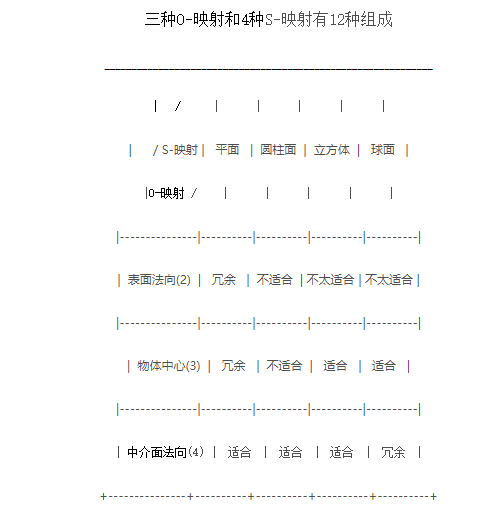 三种O-映射和4种S-映射有12种组成
________________________________________________________
| / | | | | |
| / S-映射 | 平面 | 圆柱面 | 立方体 | 球面 |
|O-映射 / | | | | |
|---------------|----------|----------|----------|----------|
| 表面法向(2) | 冗余 | 不适合 | 不太适合 | 不太适合 |
|---------------|----------|----------|----------|----------|
| 物体中心(3) | 冗余 | 不适合 | 适合 | 适合 |
|---------------|----------|----------|----------|----------|
| 中介面法向(4) | 适合 | 适合 | 适合 | 冗余 |
+---------------+----------+----------+----------+----------+